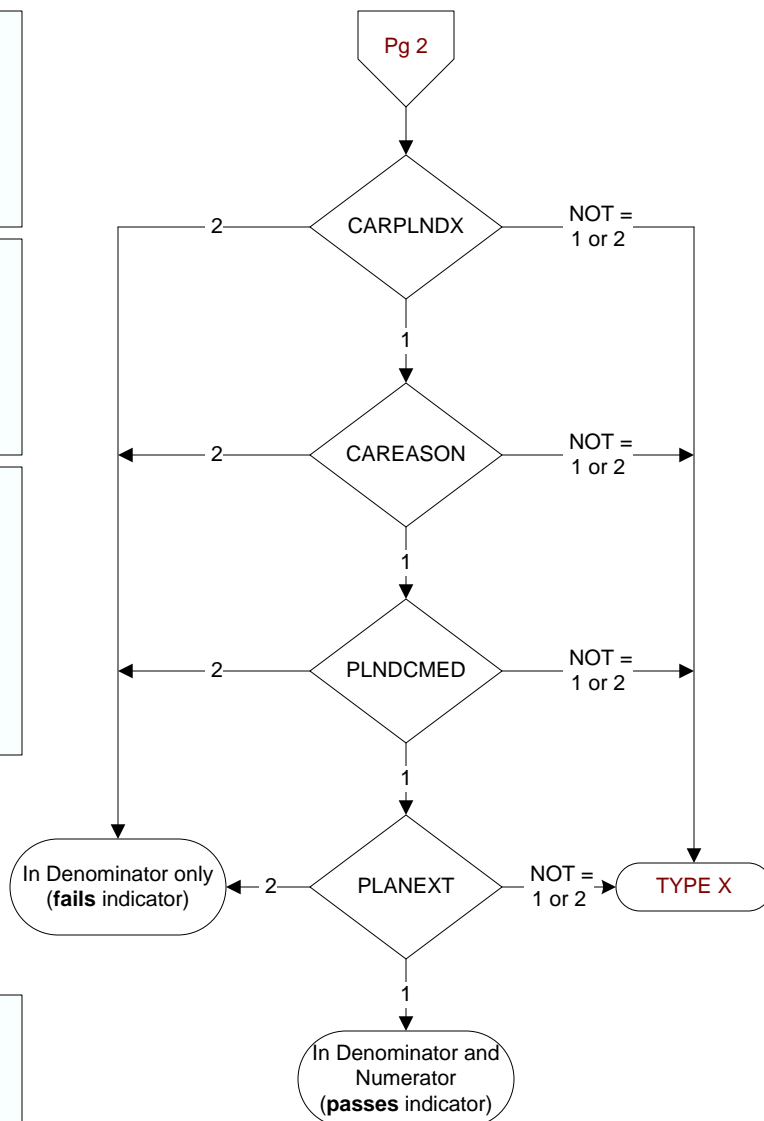 Pg 2
2
CARPLNDX
NOT =
1 or 2
1
2
CAREASON
NOT =
1 or 2
1
2
PLNDCMED
NOT =
1 or 2
1
In Denominator only
(fails indicator)
2
PLANEXT
NOT =
1 or 2
TYPE X
1
In Denominator and
Numerator
(passes indicator)